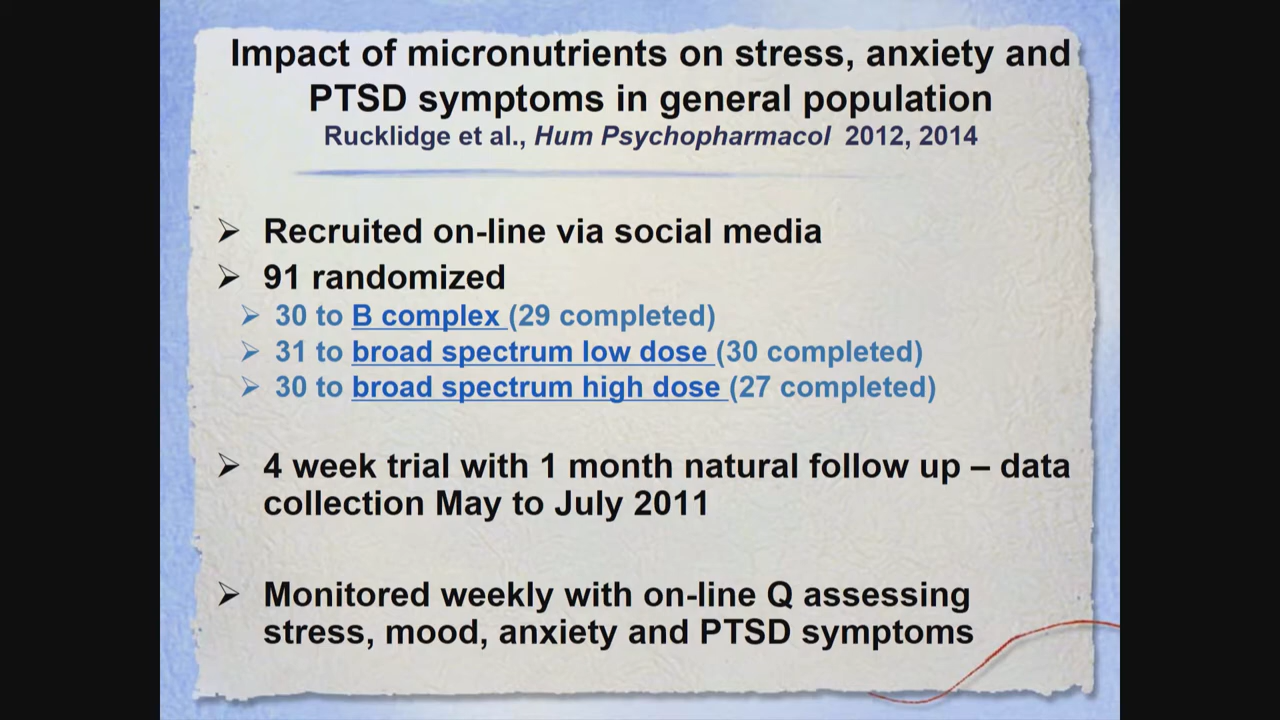 Impact of micronutrients on stress, anxiety and
PTSD symptoms in general population
Rucklidge et al., Hum Psychopharmacol 2012, 2014
➢ Recruited on-line via social media
➢ 91 randomized
➢ 30 to B complex (29 completed)
➢ 31 to broad spectrum low dose (30 completed)
➢ 30 to broad spectrum high dose (27 completed)
➢ 4 week trial with 1 month natural follow up – data
collection May to July 2011
➢ Monitored weekly with on-line Q assessing
stress, mood, anxiety and PTSD symptoms